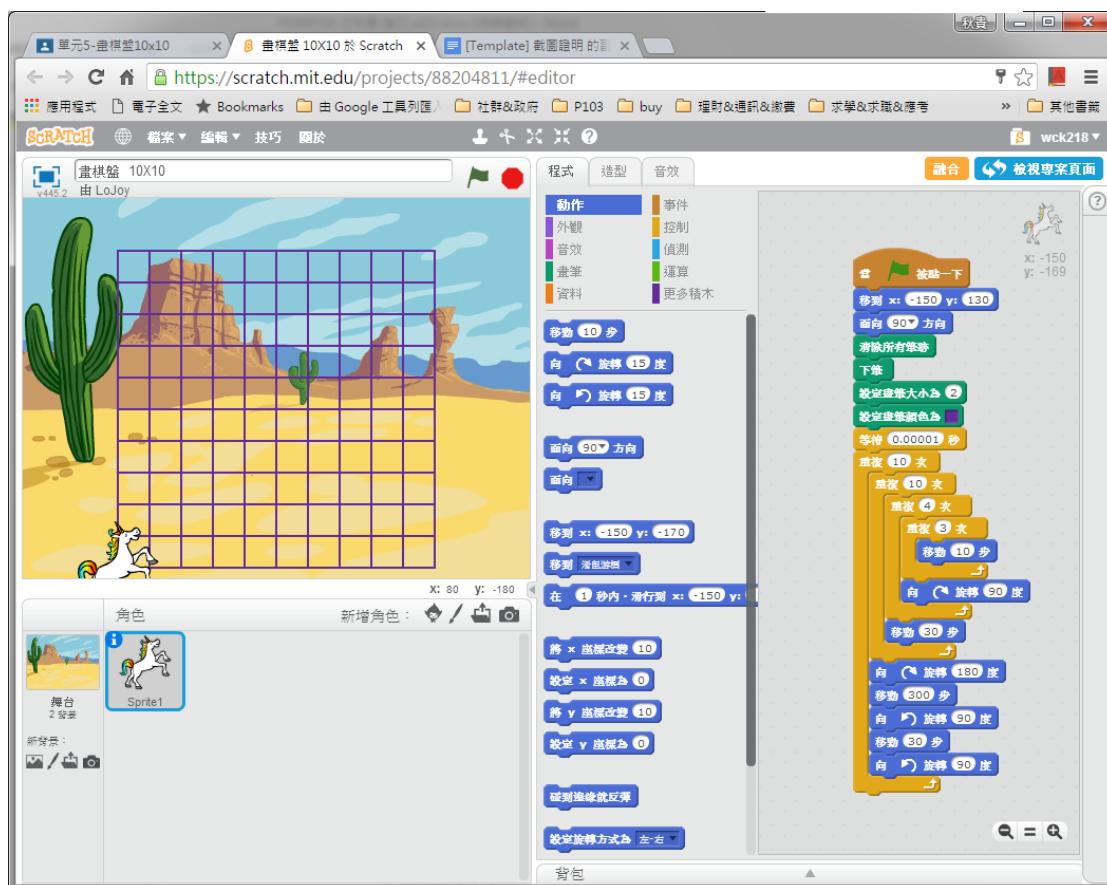 秋貴
單元5-畫棋盤10x10
畫棋盤 10X10 於 Scratch
[Template] 截圖證明 的
https://scratch.mit.edu/projects/88204811/#editor
應用程式 電子全文 Bookmarks 由 Google 工具列匯入 社群&政府 P103 buy 理財&通訊&繳費 求學&求職&應考 » 其他書籤
SCRATCH 檔案 編輯 技巧 關於 wck218
畫棋盤 10X10
v445.2 由 LoJoy
程式 造型 音效
融合 檢視專案頁面
動作 事件
外觀 控制
音效 偵測
畫筆 運算
資料 更多積木
移動 10 步
向 旋轉 15 度
向 旋轉 15 度
面向 90 方向
面向
移到 x: -150 y: -170
移到 滑鼠游標
在 1 秒內,滑行到 x: -150 y:
將 x 座標改變 10
設定 x 座標為 0
將 y 座標改變 10
設定 y 座標為 0
碰到邊緣就反彈
設定旋轉方式為 左-右
x: -150
y: -169
當 被點一下
移到 x: -150 y: 130
面向 90 方向
清除所有筆跡
下筆
設定畫筆大小為 2
設定畫筆顏色為
等待 0.00001 秒
重複 10 次
重複 10 次
重複 4 次
重複 3 次
移動 10 步
向 旋轉 90 度
移動 30 步
向 旋轉 180 度
移動 300 步
向 旋轉 90 度
移動 30 步
向 旋轉 90 度
x: 80 y: -180
角色 新增角色:
舞台
2 背景
Sprite1
新背景:
背包